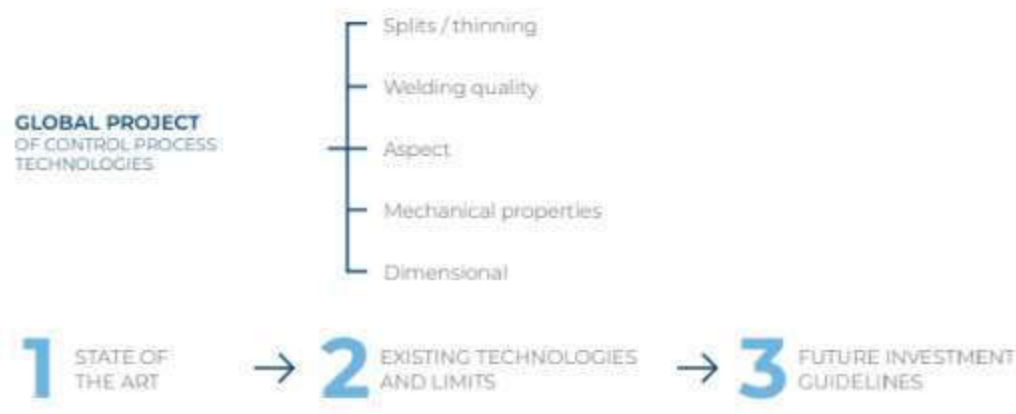 GLOBAL PROJECT
OF CONTROL PROCESS
TECHNOLOGIES
Splits / thinning
Welding quality
Aspect
Mechanical properties
Dimensional
1 STATE OF
THE ART
2 EXISTING TECHNOLOGIES
AND LIMITS
3 FUTURE INVESTMENT
GUIDELINES